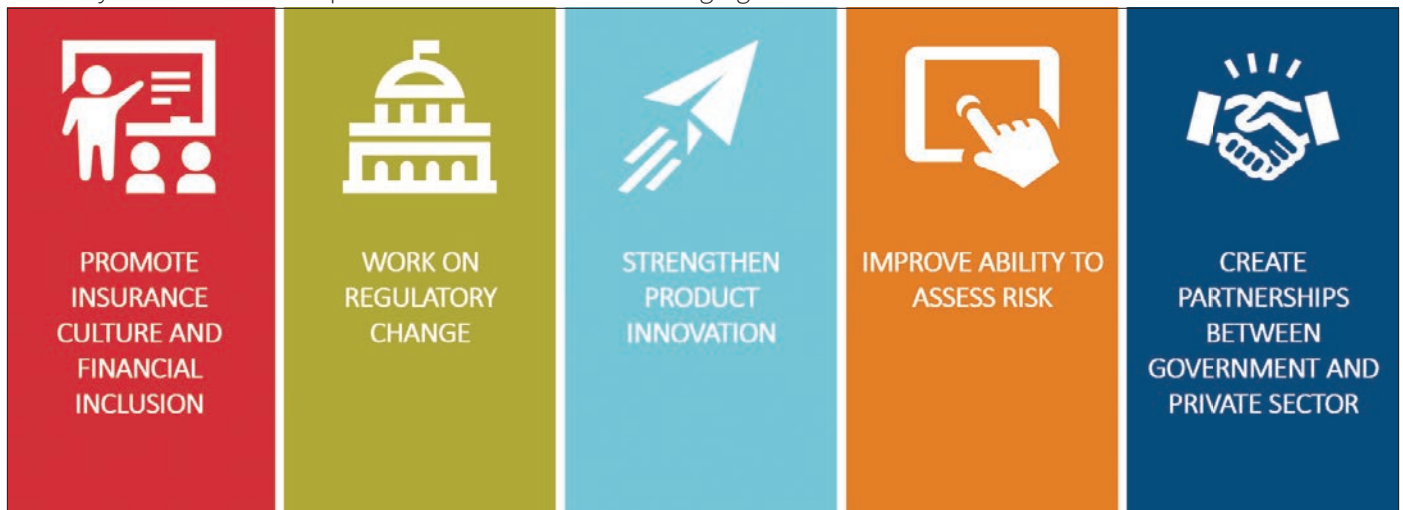 PROMOTE
INSURANCE
CULTURE AND
FINANCIAL
INCLUSION
WORK ON
REGULATORY
CHANGE
STRENGTHEN
PRODUCT
INNOVATION
IMPROVE ABILITY TO
ASSESS RISK
CREATE
PARTNERSHIPS
BETWEEN
GOVERNMENT AND
PRIVATE SECTOR